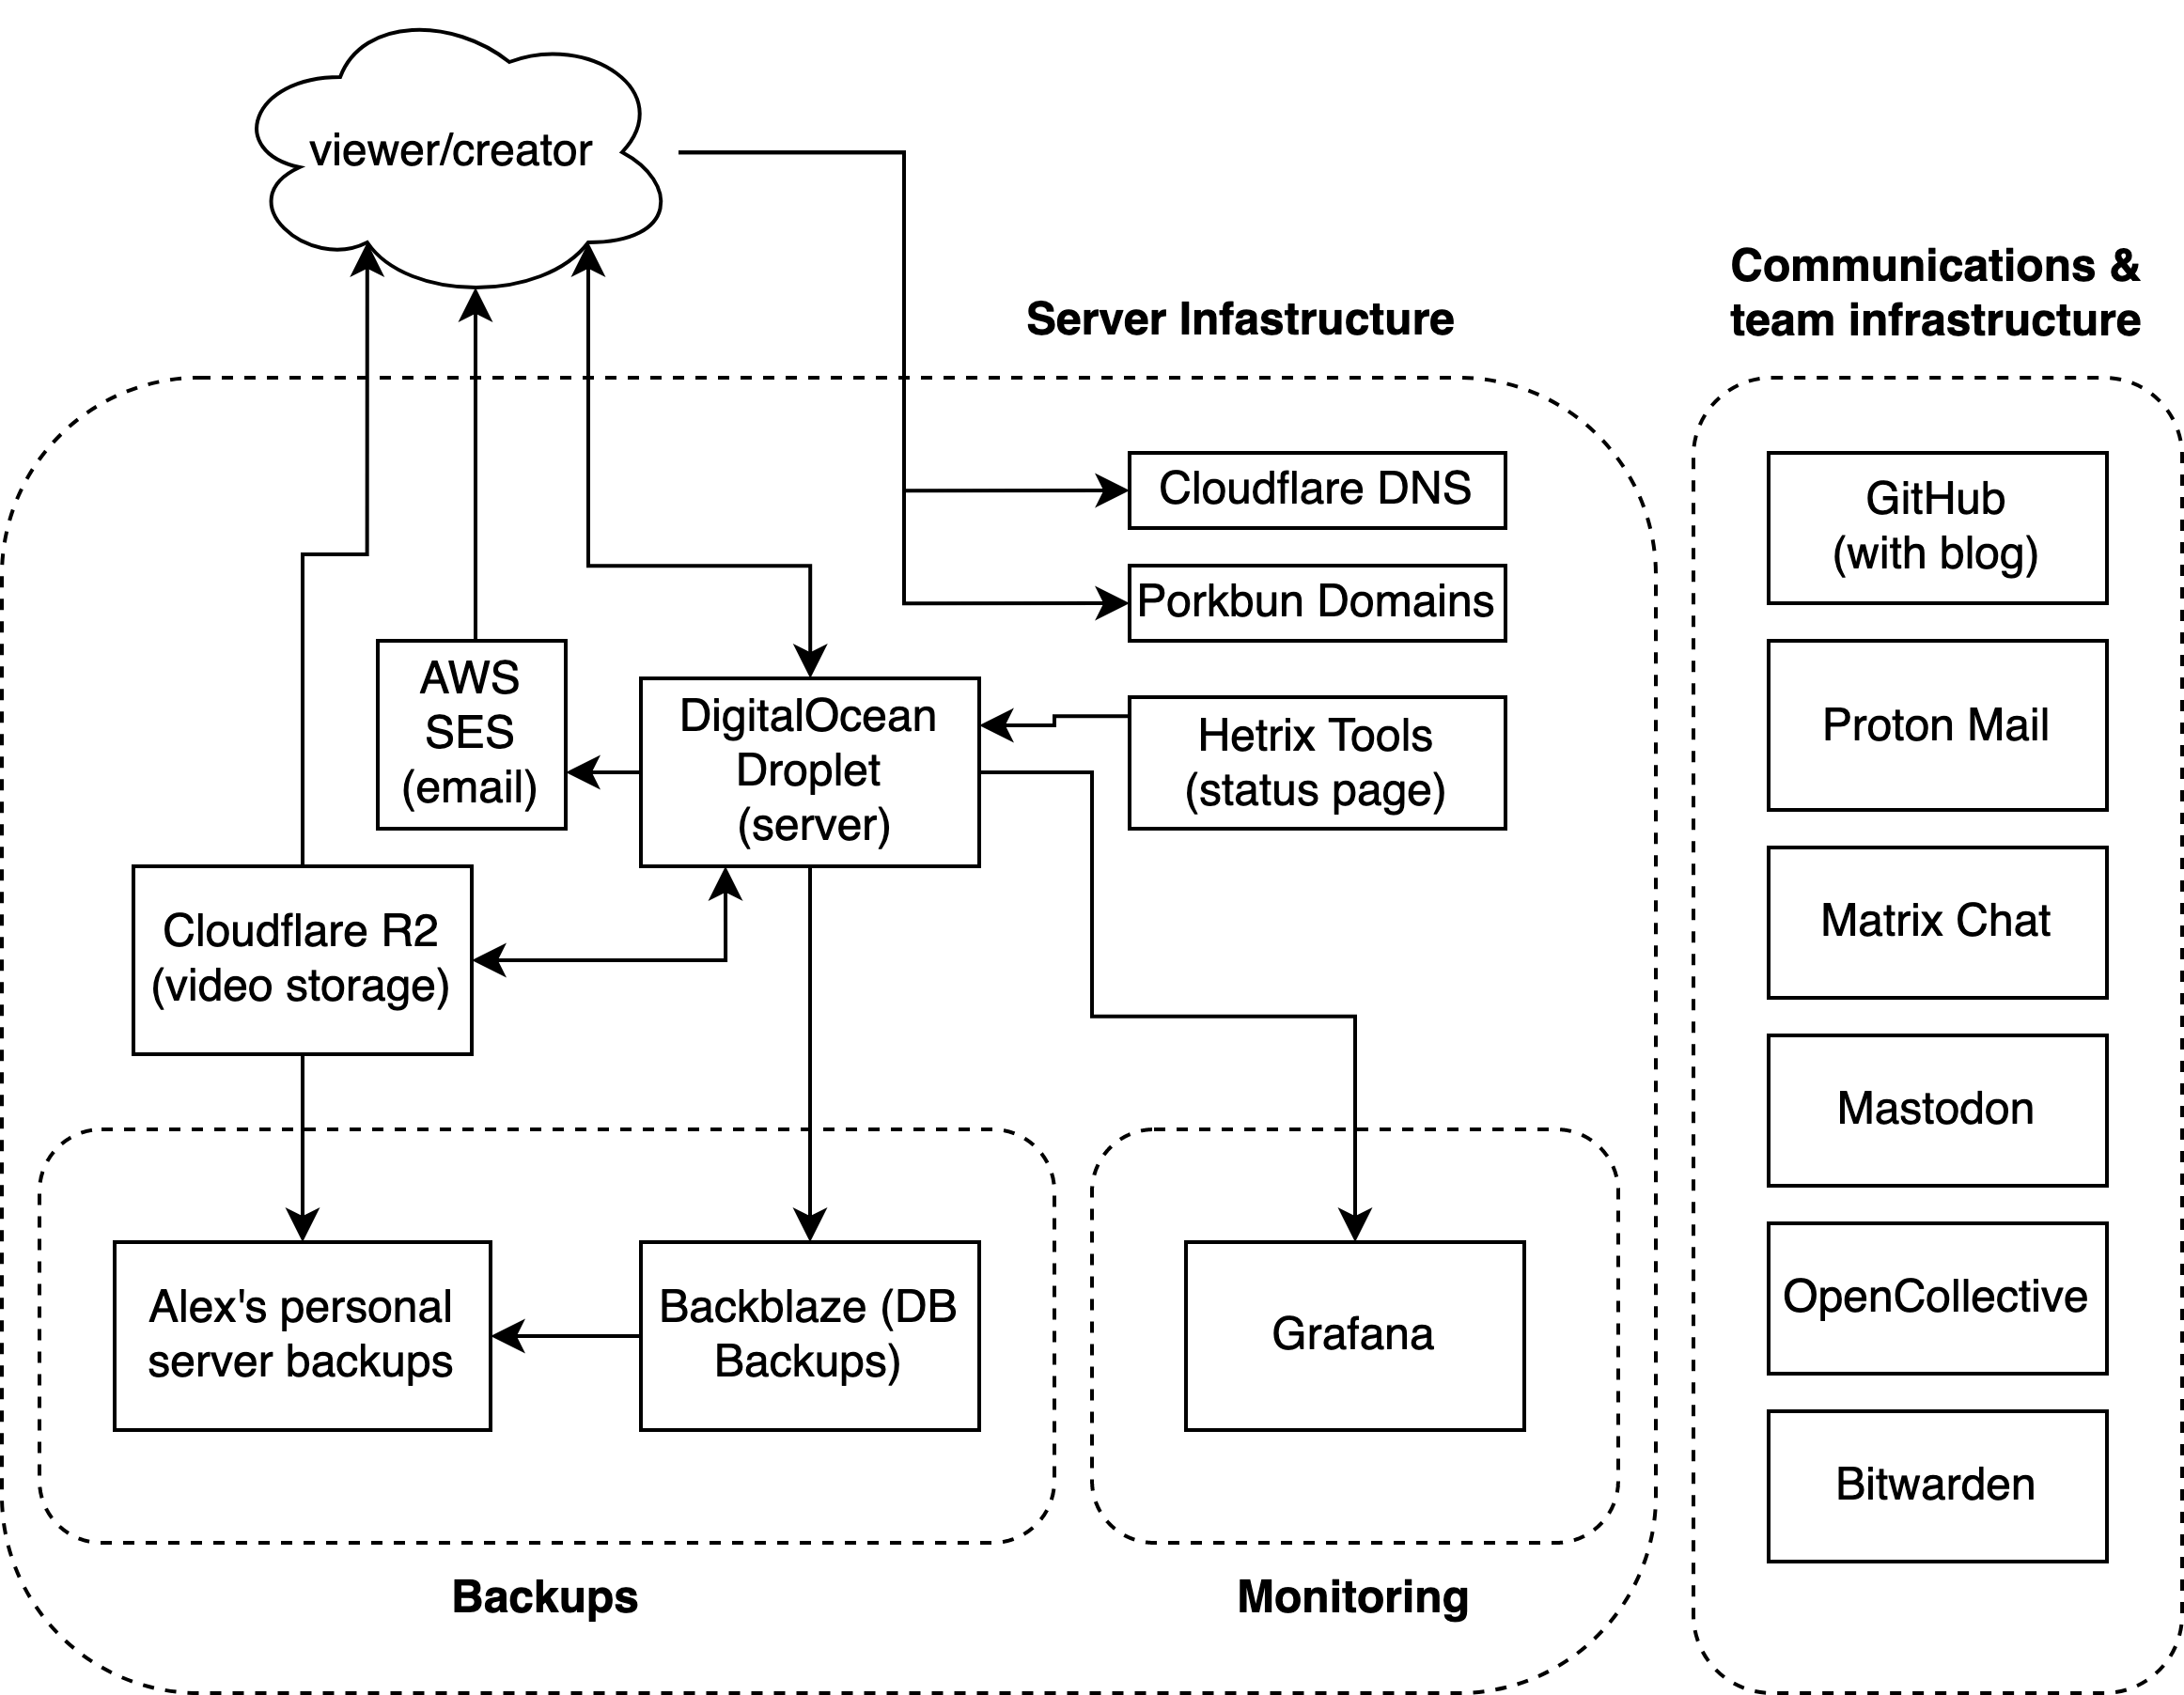 viewer/creator
Server Infastructure
Communications &
team infrastructure
Cloudflare DNS
Porkbun Domains
AWS
SES
(email)
DigitalOcean
Droplet
(server)
Hetrix Tools
(status page)
Cloudflare R2
(video storage)
Alex's personal
server backups
Backblaze (DB
Backups)
Grafana
Backups
Monitoring
GitHub
(with blog)
Proton Mail
Matrix Chat
Mastodon
OpenCollective
Bitwarden